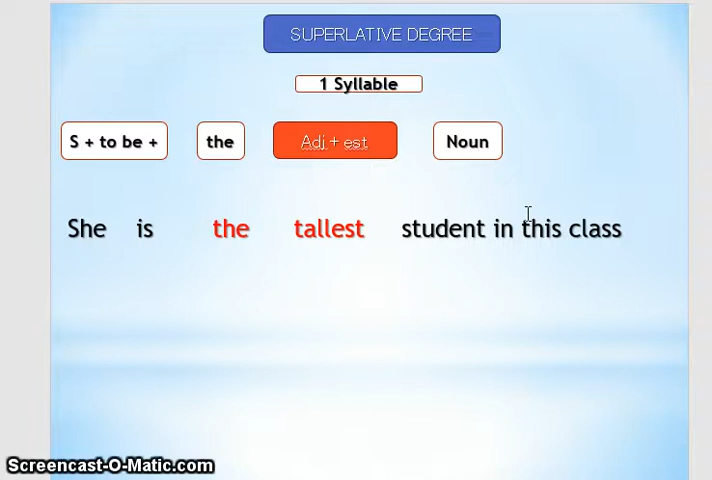 SUPERLATIVE DEGREE
1 Syllable
S + to be + the Adj + est Noun
She is the tallest student in this class
Screencast-O-Matic.com